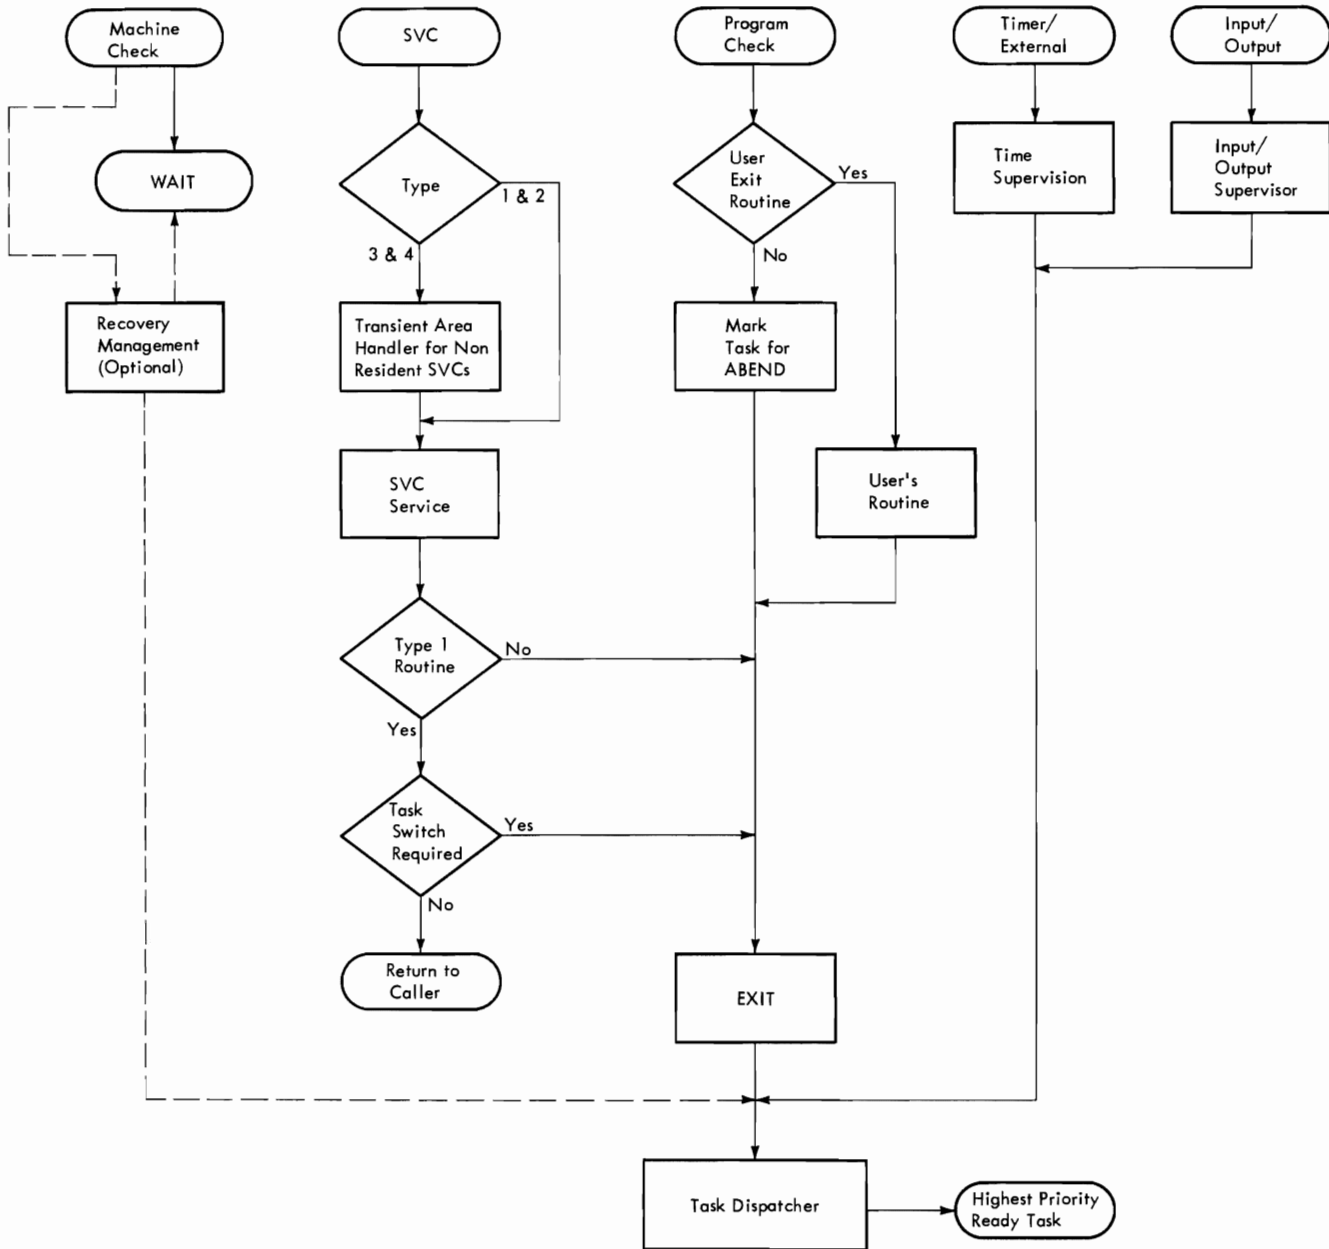 Machine
Check
SVC
Program
Check
Timer/
External
Input/
Output
WAIT
Type
1 & 2
3 & 4
User
Exit
Routine
Yes
No
Time
Supervision
Input/
Output
Supervisor
Recovery
Management
(Optional)
Transient Area
Handler for Non
Resident SVCs
Mark
Task for
ABEND
SVC
Service
User's
Routine
Type 1
Routine
No
Yes
Task
Switch
Required
Yes
No
Return to
Caller
EXIT
Task Dispatcher
Highest Priority
Ready Task